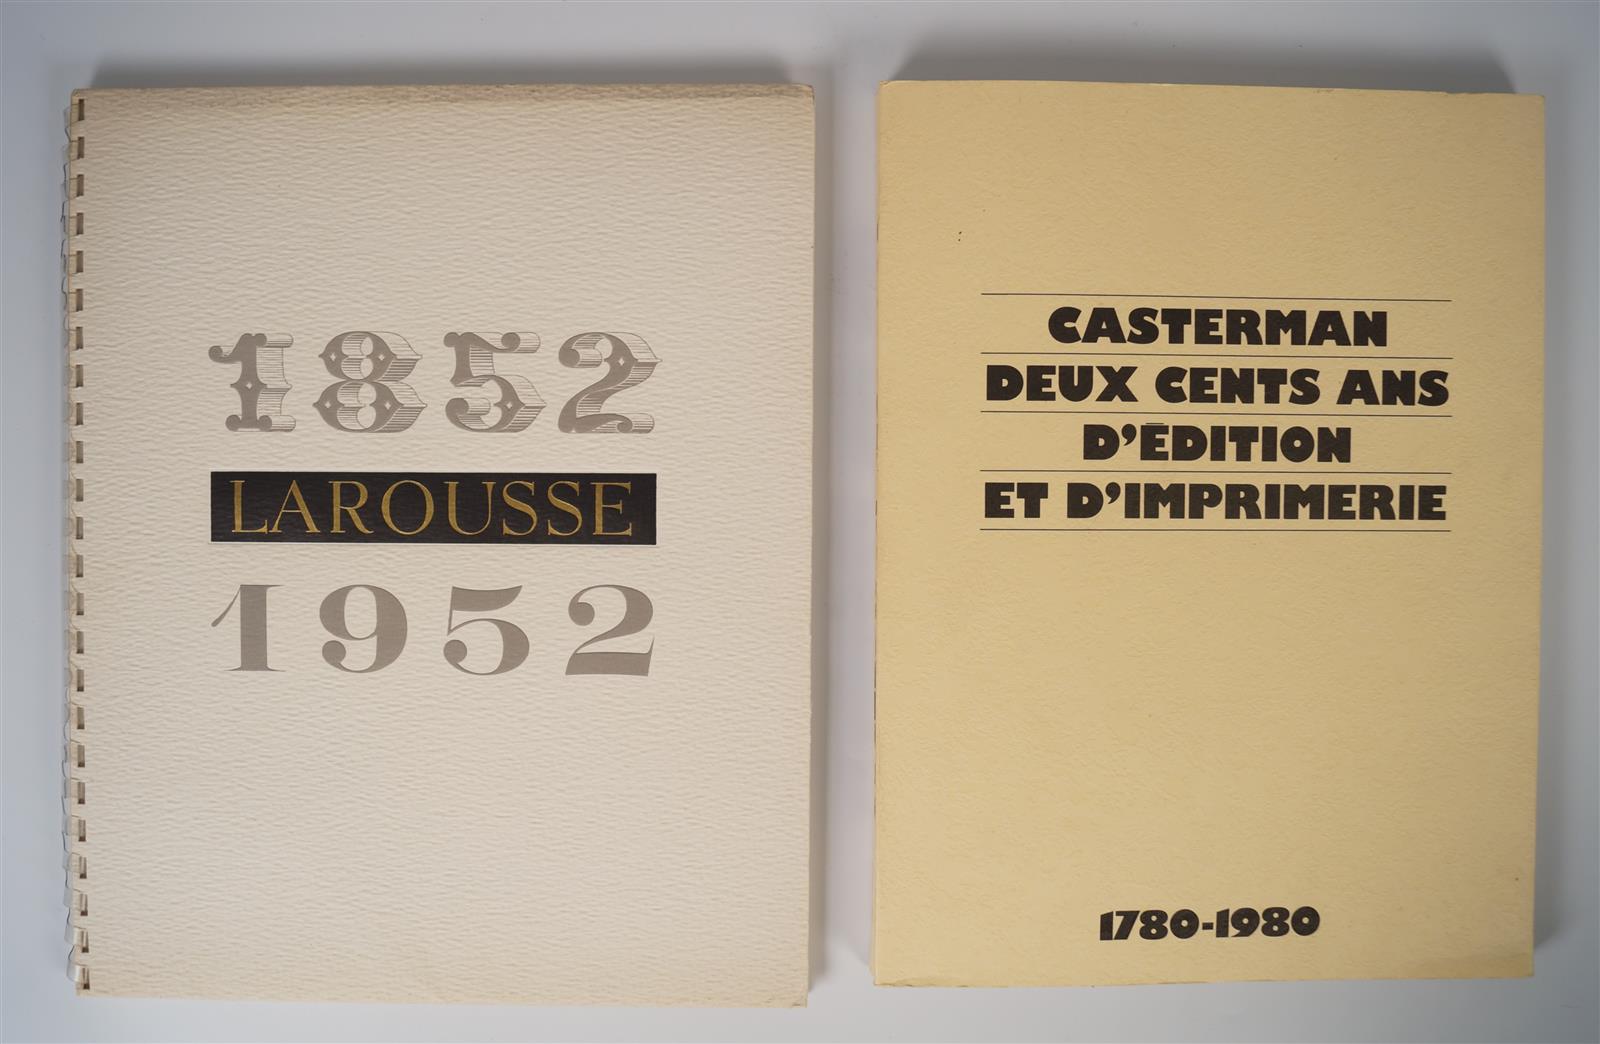 1852
LAROUSSE
1952
CASTERMAN
DEUX CENTS ANS
D'ÉDITION
ET D'IMPRIMERIE
1780-1980